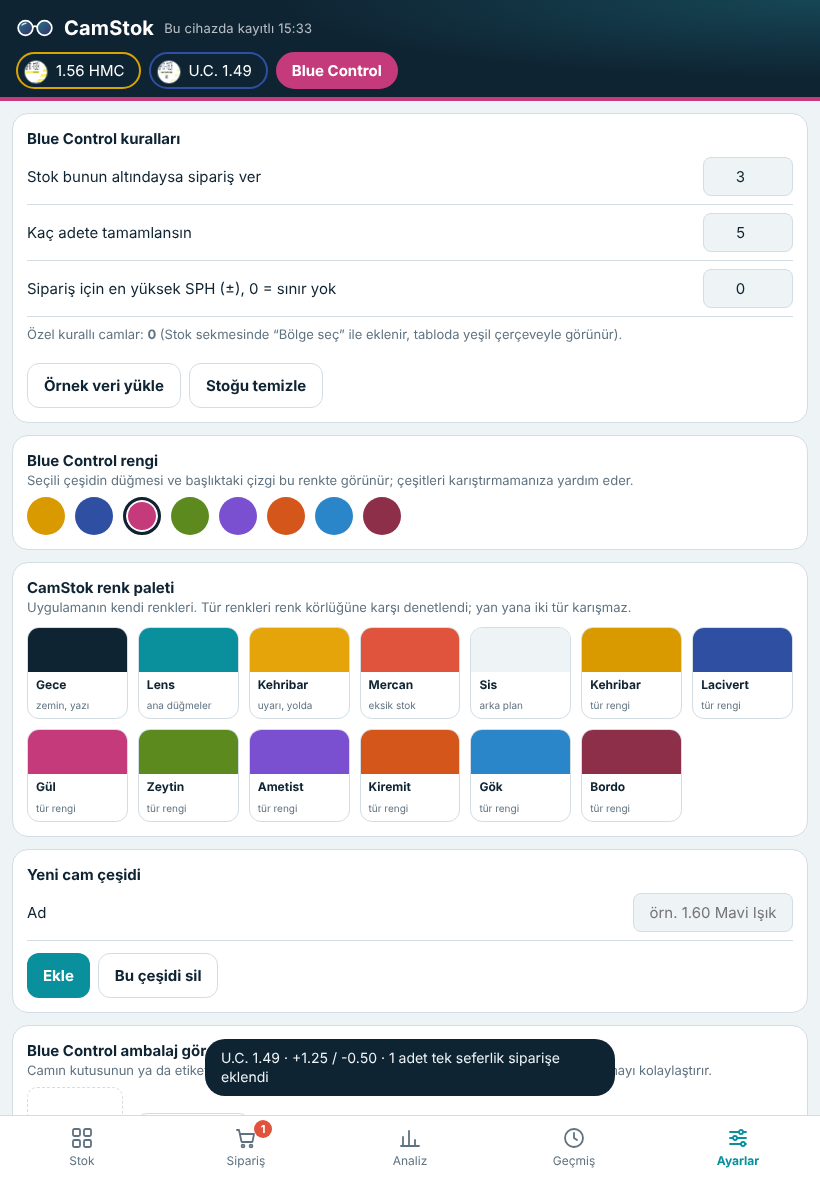 CamStok Bu cihazda kayıtlı 15:33
1.56 HMC U.C. 1.49 Blue Control
Blue Control kuralları
Stok bunun altındaysa sipariş ver 3
Kaç adete tamamlansın 5
Sipariş için en yüksek SPH (±), 0 = sınır yok 0
Özel kurallı camlar: 0 (Stok sekmesinde “Bölge seç” ile eklenir, tabloda yeşil çerçeveyle görünür).
Örnek veri yükle Stoğu temizle
Blue Control rengi
Seçili çeşidin düğmesi ve başlıktaki çizgi bu renkte görünür; çeşitleri karıştırmamanıza yardım eder.
CamStok renk paleti
Uygulamanın kendi renkleri. Tür renkleri renk körlüğüne karşı denetlendi; yan yana iki tür karışmaz.
Gece Lens Kehribar Mercan Sis Kehribar Lacivert
zemin, yazı ana düğmeler uyarı, yolda eksik stok arka plan tür rengi tür rengi
Gül Zeytin Ametist Kiremit Gök Bordo
tür rengi tür rengi tür rengi tür rengi tür rengi tür rengi
Yeni cam çeşidi
Ad örn. 1.60 Mavi Işık
Ekle Bu çeşidi sil
Blue Control ambalaj gör
Camın kutusunun ya da etike mayı kolaylaştırır.
U.C. 1.49 · +1.25 / -0.50 · 1 adet tek seferlik siparişe
eklendi
1
Stok Sipariş Analiz Geçmiş Ayarlar